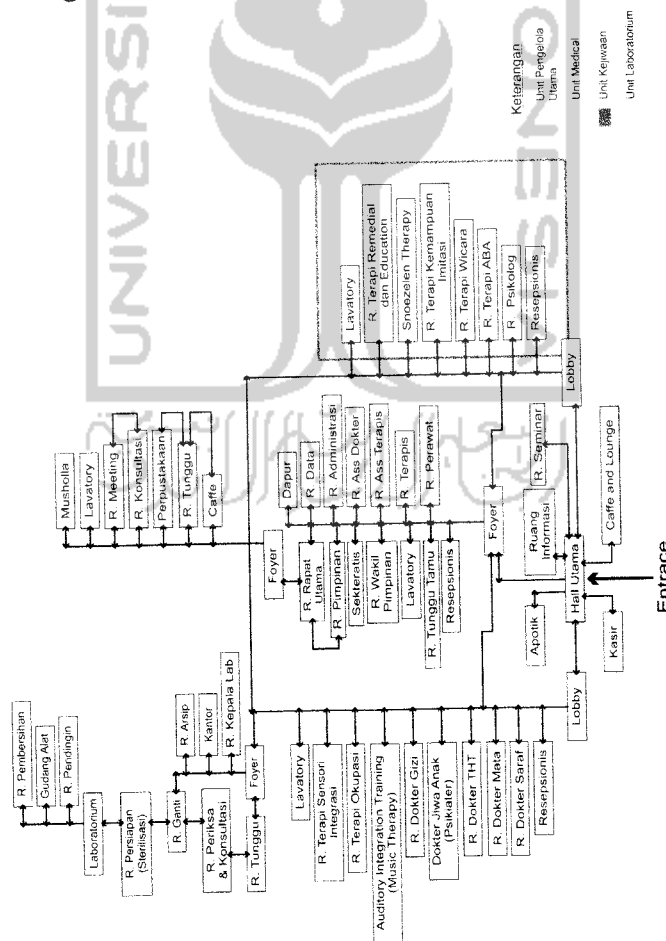 UNIVERSI
R. Pembersihan
Gudang Alat
R. Pendingin
Laboratorium
R. Persiapan
(Sterilisasi)
R. Ganti
R. Periksa
& Konsultasi
R. Tunggu
R. Arsip
Kantor
R. Kepala Lab
Foyer
Lavatory
R. Terapi Sensori
Integrasi
R. Terapi Okupasi
Auditory Integration Training
(Music Therapy)
R. Dokter Gizi
Dokter Jiwa Anak
(Psikiater)
R. Dokter THT
R. Dokter Mata
R. Dokter Saraf
Resepsionis
Lobby
Musholla
Lavatory
R. Meeting
R. Konsultasi
Perpustakaan
R. Tunggu
Caffe
Foyer
R. Rapat
Utama
R. Pimpinan
Sekteratis
R. Wakil
Pimpinan
Lavatory
R. Tunggu Tamu
Resepsionis
Dapur
R. Data
R. Administrasi
R. Ass Dokter
R. Ass Terapis
R. Terapis
R. Perawat
Foyer
Apotik
Kasir
Hall Utama
Ruang
Informasi
R. Seminar
Caffe and Lounge
Entrace
Lavatory
R. Terapi Remedial
dan Education
Snoezelen Therapy
R. Terapi Kemampuan
Imitasi
R. Terapi Wicara
R. Terapi ABA
R. Psikolog
Resepsionis
Lobby
Keterangan
Unit Pengelola
Utama
Unit Medical
Unit Kejiwaan
Unit Laboratorium